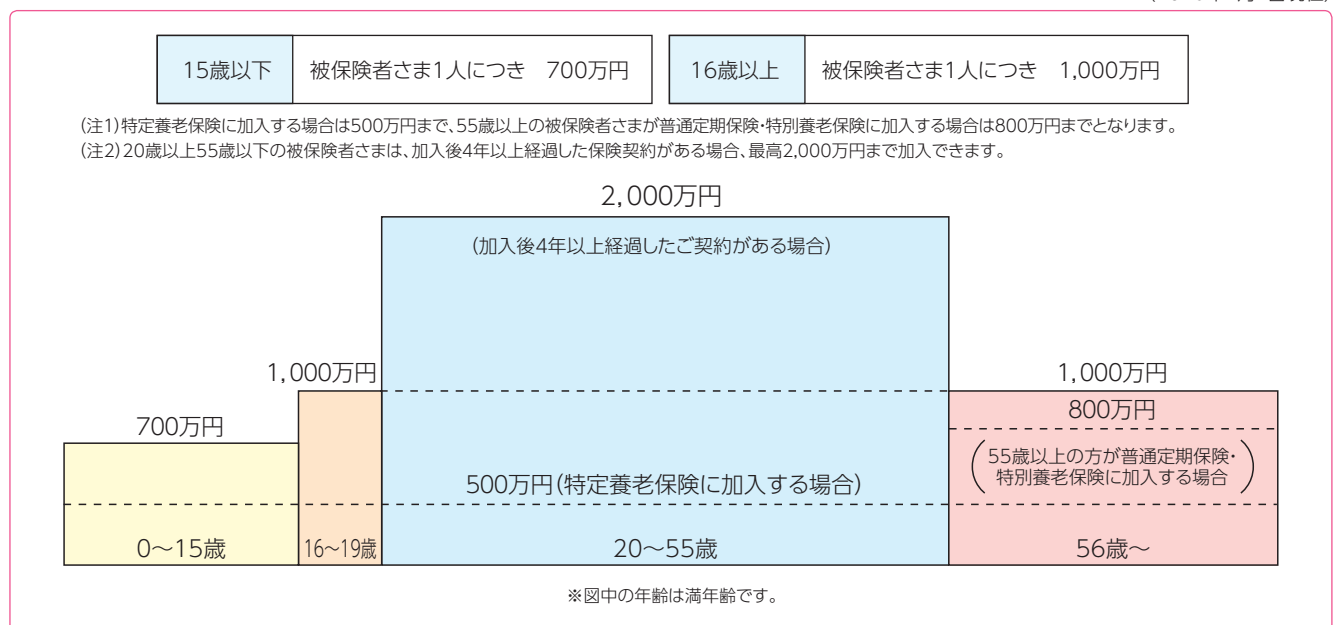 15歳以下 被保険者さま1人につき 700万円 16歳以上 被保険者さま1人につき 1,000万円
(注1)特定養老保険に加入する場合は500万円まで、55歳以上の被保険者さまが普通定期保険・特別養老保険に加入する場合は800万円までとなります。
(注2)20歳以上55歳以下の被保険者さまは、加入後4年以上経過した保険契約がある場合、最高2,000万円まで加入できます。
2,000万円
(加入後4年以上経過したご契約がある場合)
1,000万円
1,000万円
700万円
800万円
55歳以上の方が普通定期保険・
特別養老保険に加入する場合
500万円(特定養老保険に加入する場合)
0〜15歳 16〜19歳 20〜55歳 56歳〜
※図中の年齢は満年齢です。